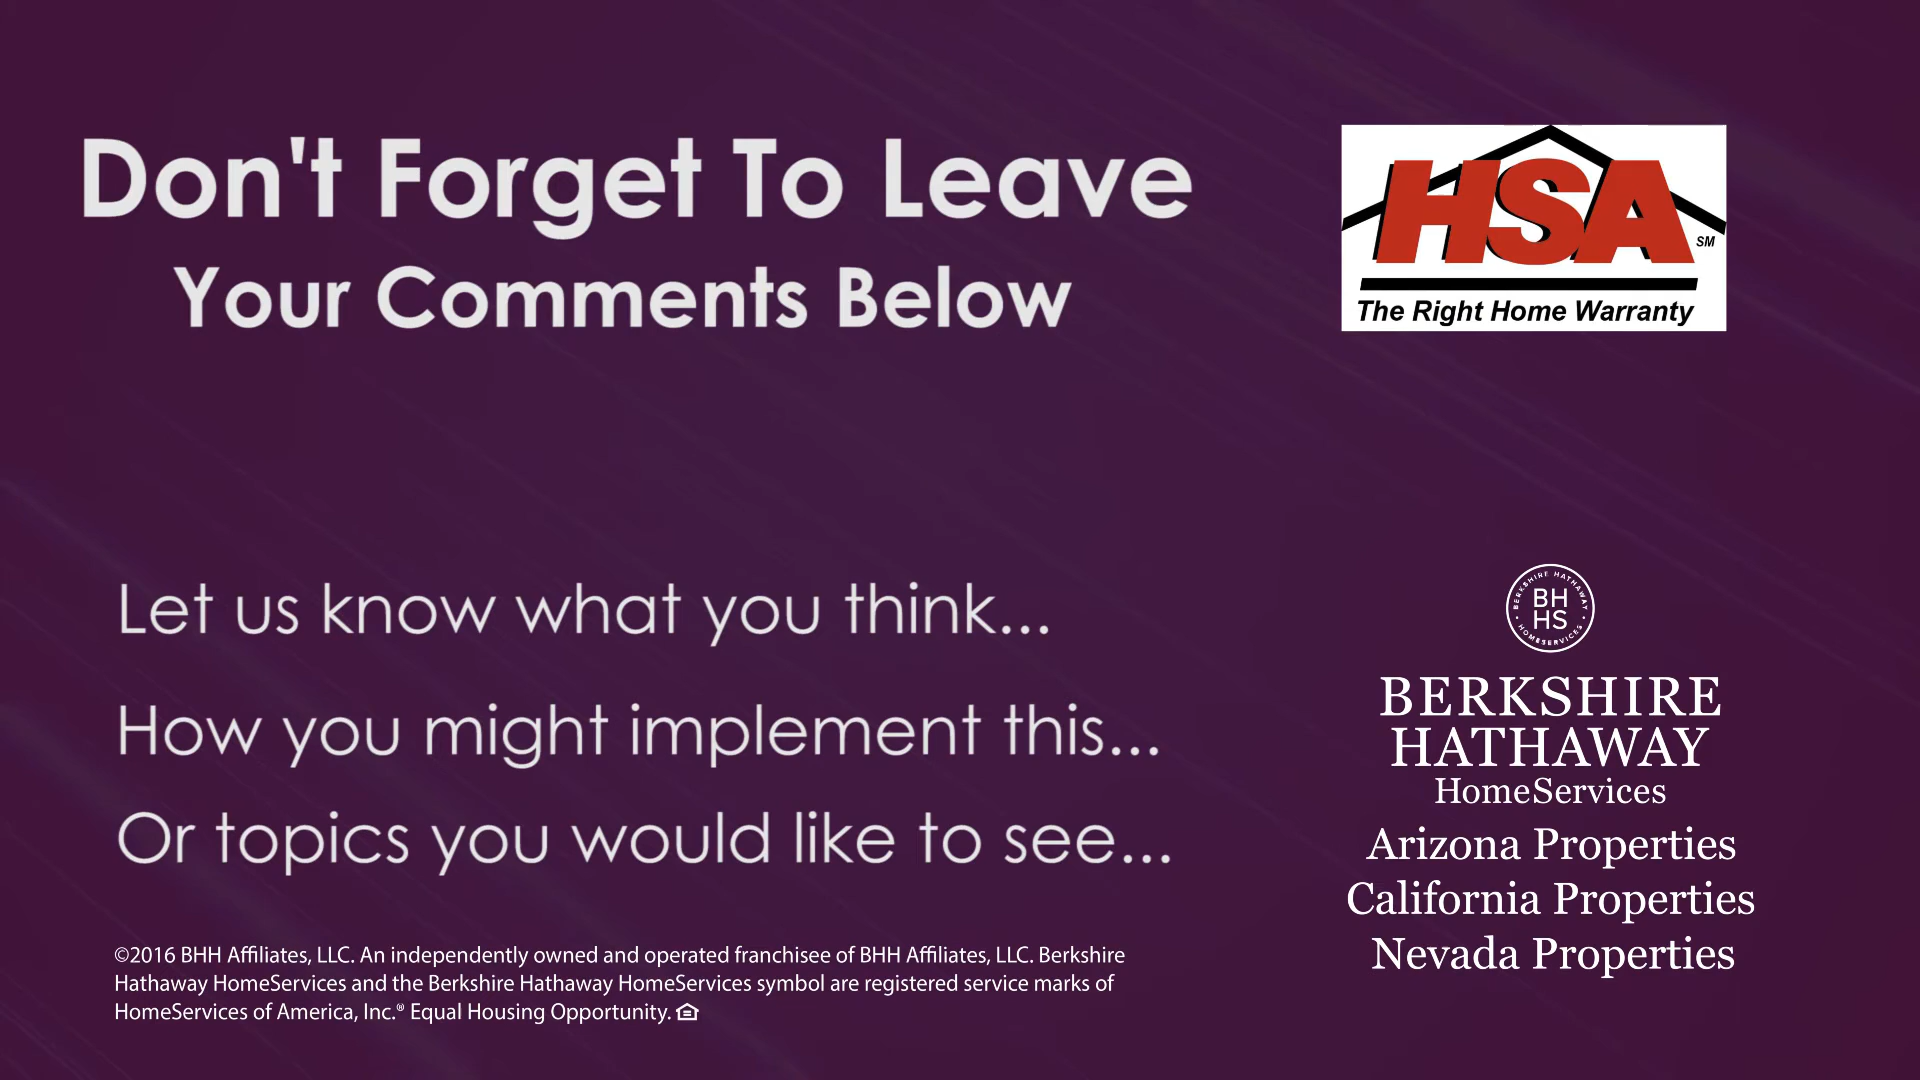 Don't Forget To Leave
Your Comments Below
HSA SM
The Right Home Warranty
Let us know what you think...
How you might implement this...
Or topics you would like to see...
BERKSHIRE HATHAWAY
BH
HS
HOMESERVICES
BERKSHIRE
HATHAWAY
HomeServices
Arizona Properties
California Properties
Nevada Properties
©2016 BHH Affiliates, LLC. An independently owned and operated franchisee of BHH Affiliates, LLC. Berkshire
Hathaway HomeServices and the Berkshire Hathaway HomeServices symbol are registered service marks of
HomeServices of America, Inc.® Equal Housing Opportunity.